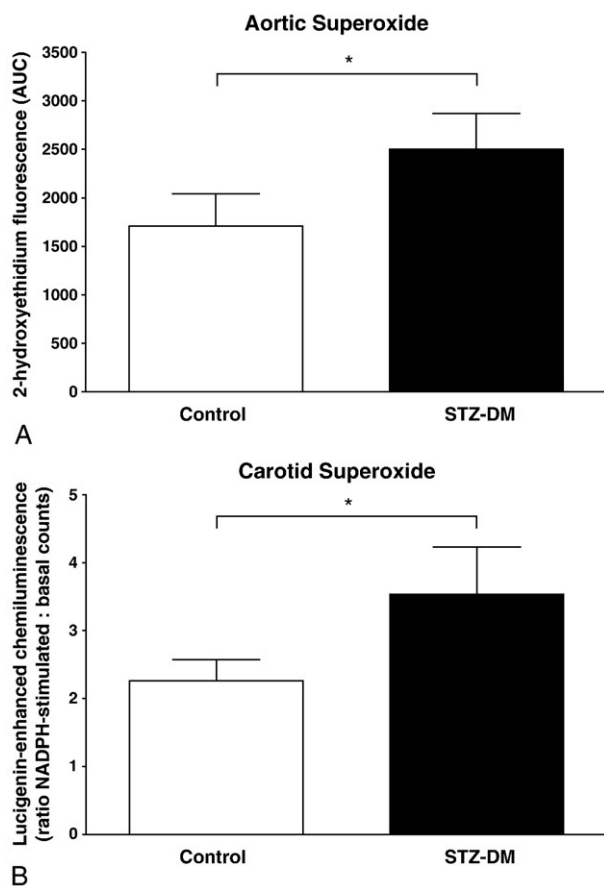 Aortic Superoxide
2-hydroxyethidium fluorescence (AUC)
3500
3000
2500
2000
1500
1000
500
0
*
Control
STZ-DM
A
Carotid Superoxide
Lucigenin-enhanced chemiluminescence
(ratio NADPH-stimulated : basal counts)
5
4
3
2
1
0
*
Control
STZ-DM
B